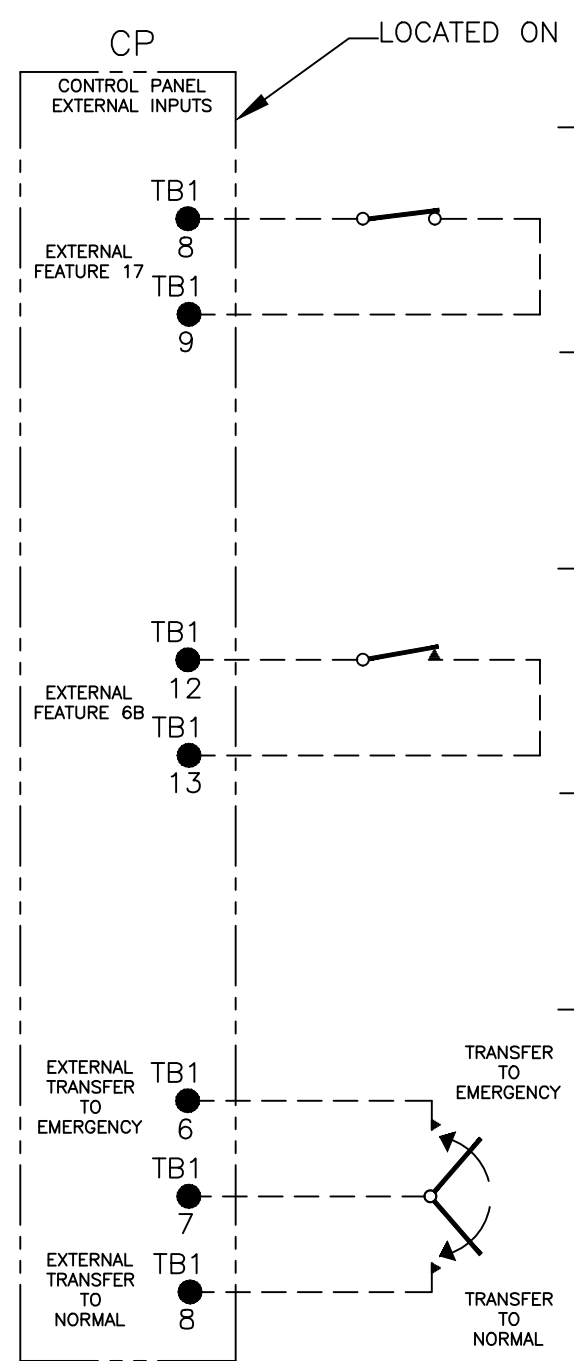 CP
LOCATED ON
CONTROL PANEL
EXTERNAL INPUTS
TB1
8
EXTERNAL
FEATURE 17
TB1
9
TB1
12
EXTERNAL
FEATURE 6B
TB1
13
EXTERNAL
TRANSFER
TO
EMERGENCY
TB1
6
TRANSFER
TO
EMERGENCY
TB1
7
EXTERNAL
TRANSFER
TO
NORMAL
TB1
8
TRANSFER
TO
NORMAL